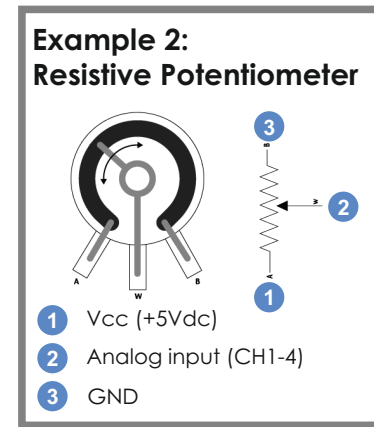 Example 2:
Resistive Potentiometer
3
B
W
2
A
1
A
W
B
1 Vcc (+5Vdc)
2 Analog input (CH1-4)
3 GND